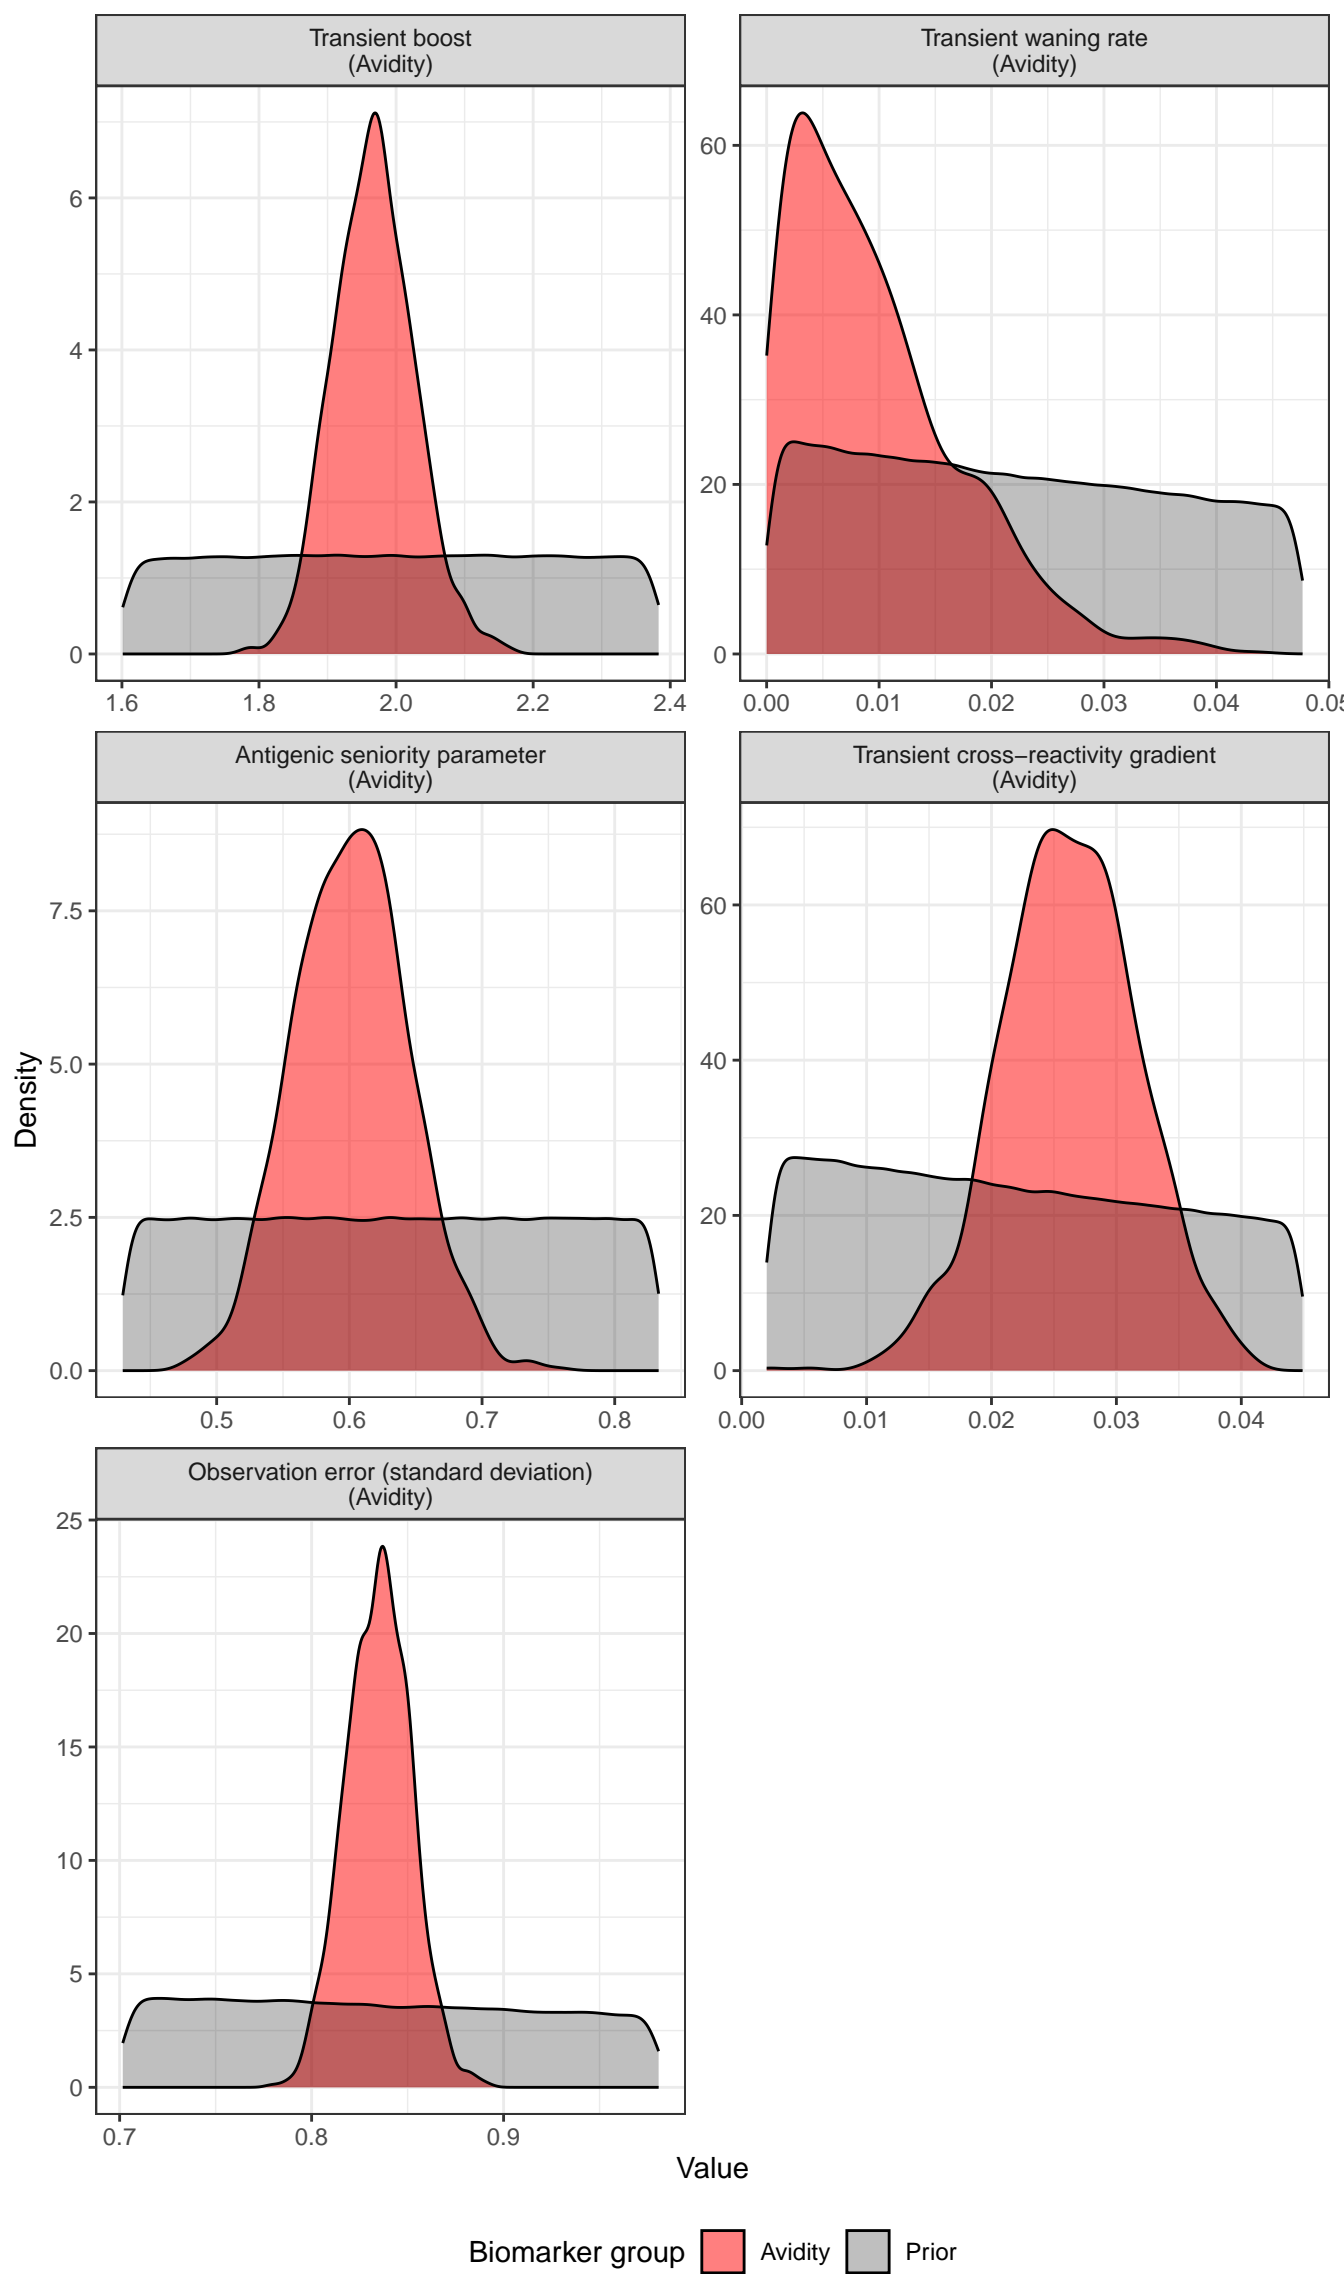 Transient boost
(Avidity)
Transient waning rate
(Avidity)
6
4
2
0
1.6 1.8 2.0 2.2 2.4
60
40
20
0
0.00 0.01 0.02 0.03 0.04 0.05
Antigenic seniority parameter
(Avidity)
Transient cross−reactivity gradient
(Avidity)
7.5
5.0
2.5
0.0
0.5 0.6 0.7 0.8
60
40
20
0
0.00 0.01 0.02 0.03 0.04
Density
Observation error (standard deviation)
(Avidity)
25
20
15
10
5
0
0.7 0.8 0.9
Value
Biomarker group Avidity Prior